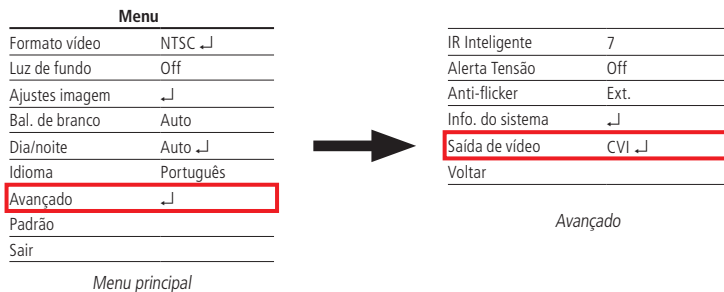 Menu
Formato vídeo NTSC ↵
Luz de fundo Off
Ajustes imagem ↵
Bal. de branco Auto
Dia/noite Auto ↵
Idioma Português
Avançado ↵
Padrão
Sair
Menu principal
IR Inteligente 7
Alerta Tensão Off
Anti-flicker Ext.
Info. do sistema ↵
Saída de vídeo CVI ↵
Voltar
Avançado